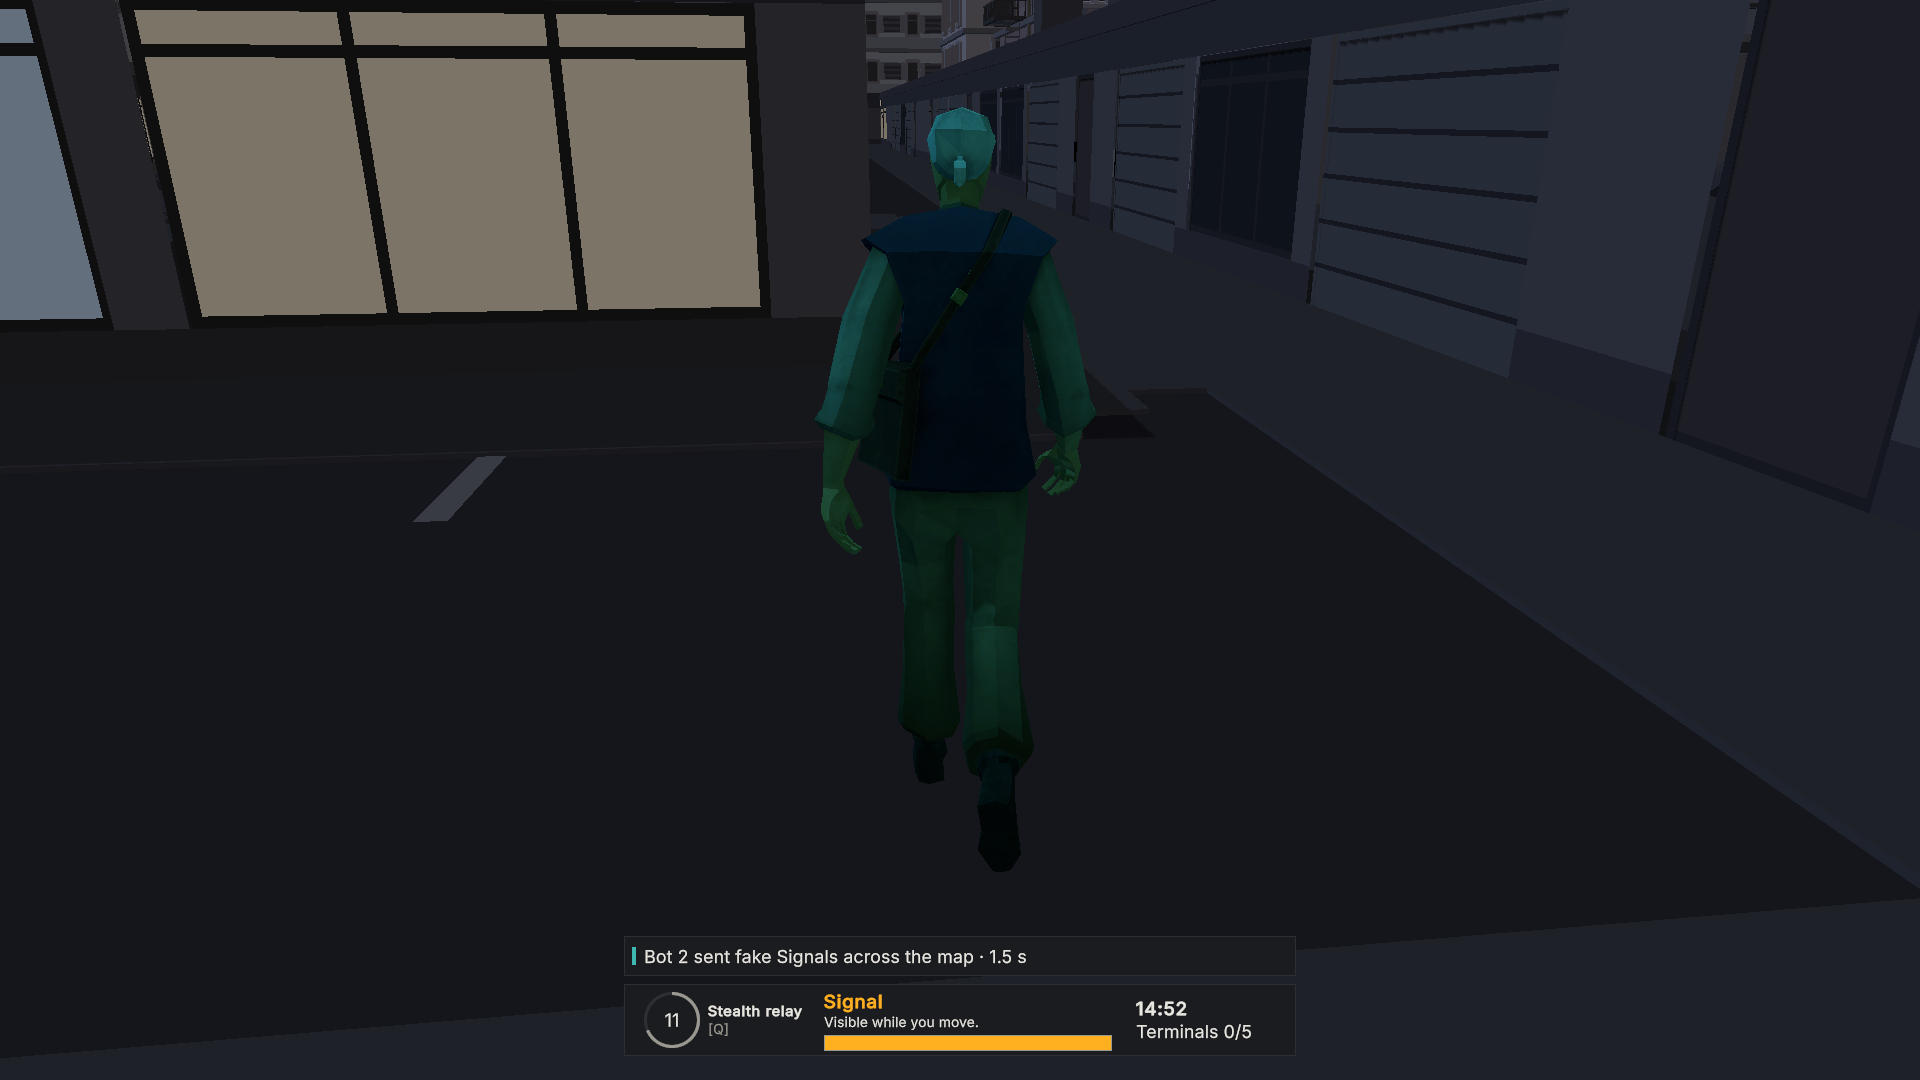 Bot 2 sent fake Signals across the map · 1.5 s
11
Stealth relay
[Q]
Signal
Visible while you move.
14:52
Terminals 0/5